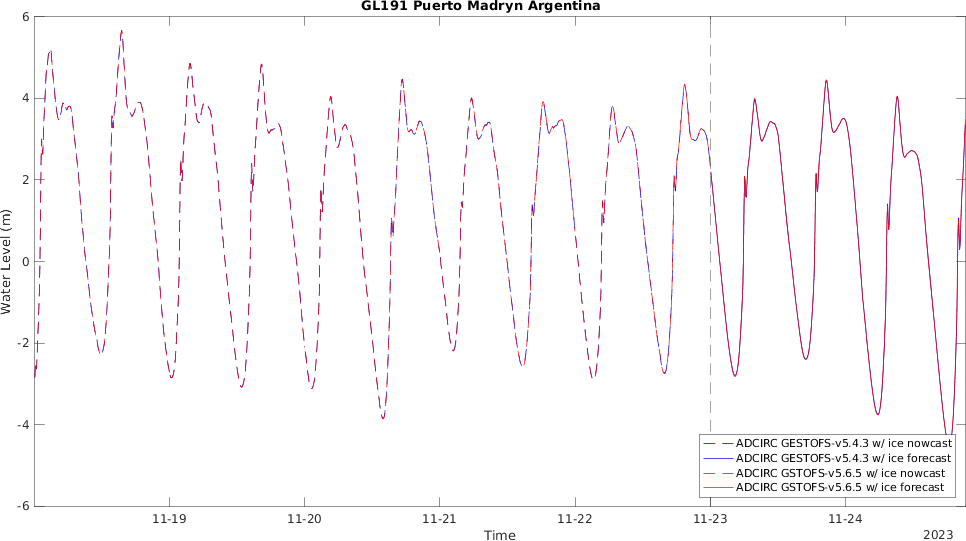 GL191 Puerto Madryn Argentina
6
4
2
0
-2
-4
-6
Water Level (m)
ADCIRC GESTOFS-v5.4.3 w/ ice nowcast
ADCIRC GESTOFS-v5.4.3 w/ ice forecast
ADCIRC GSTOFS-v5.6.5 w/ ice nowcast
ADCIRC GSTOFS-v5.6.5 w/ ice forecast
11-19
11-20
11-21
11-22
11-23
11-24
Time
2023